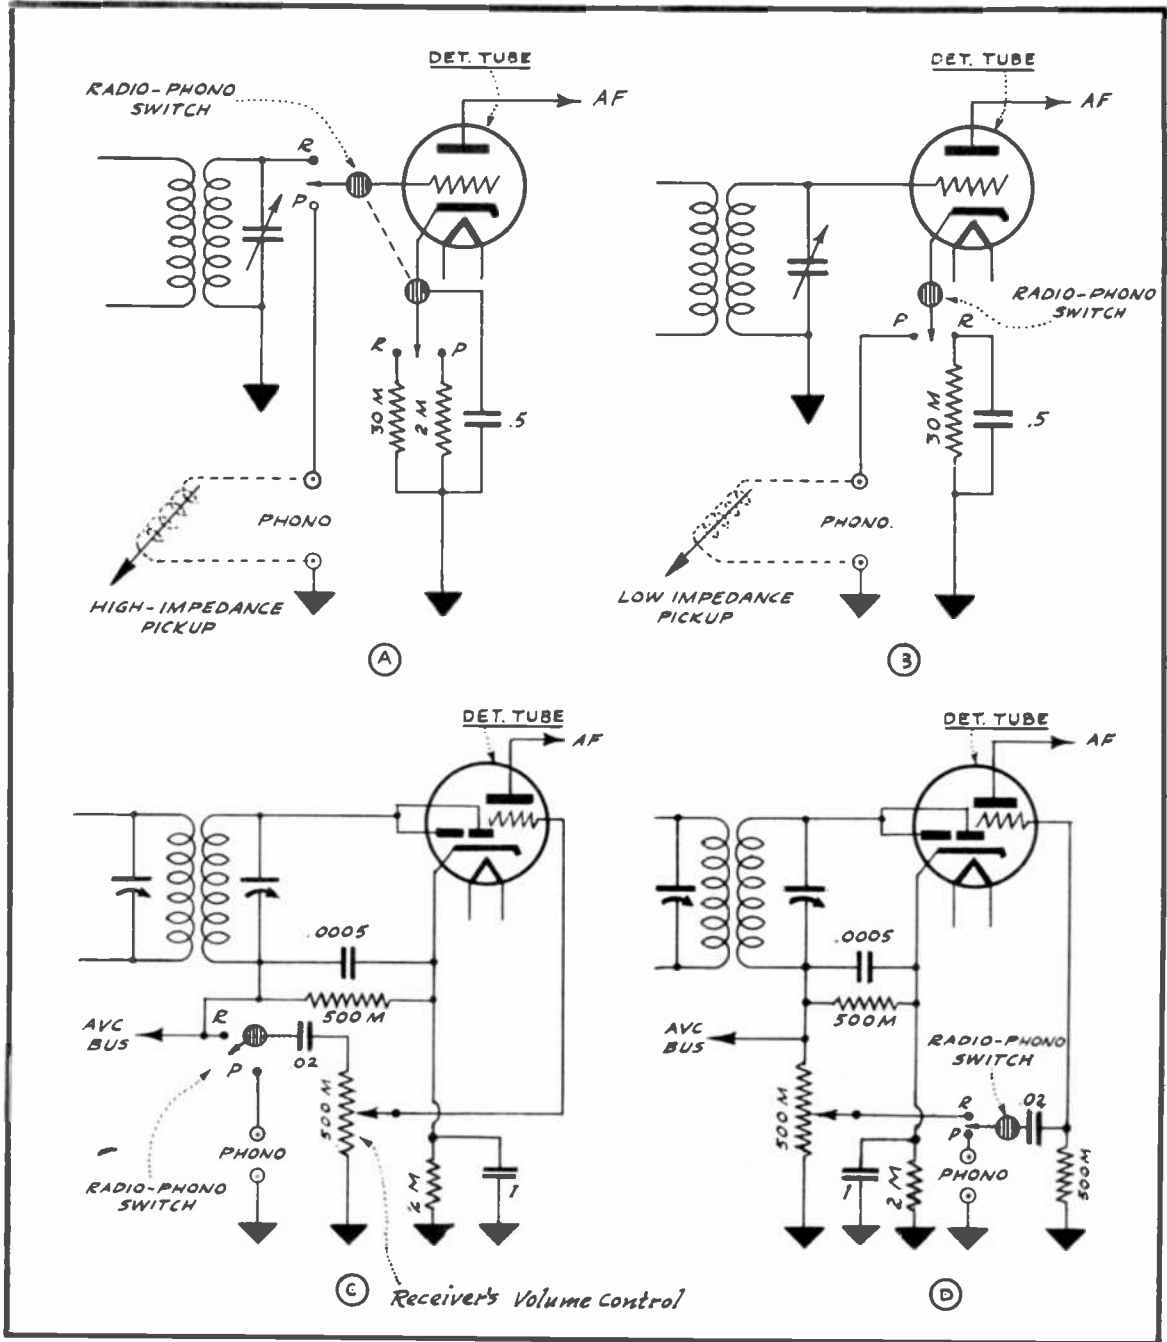 DET. TUBE
RADIO-PHONO
SWITCH
AF
R
P
R
P
30 M
2 M
.5
PHONO
HIGH-IMPEDANCE
PICKUP
A
DET. TUBE
AF
RADIO-PHONO
SWITCH
P
R
30 M
.5
PHONO.
LOW IMPEDANCE
PICKUP
B
DET. TUBE
AF
.0005
500 M
AVC
BUS
R
P
02
500 M
PHONO
RADIO-PHONO
SWITCH
2 M
1
C
Receiver's Volume Control
DET. TUBE
AF
.0005
500M
AVC
BUS
RADIO-PHONO
SWITCH
500 M
R
P
.02
PHONO
1
2 M
500M
D